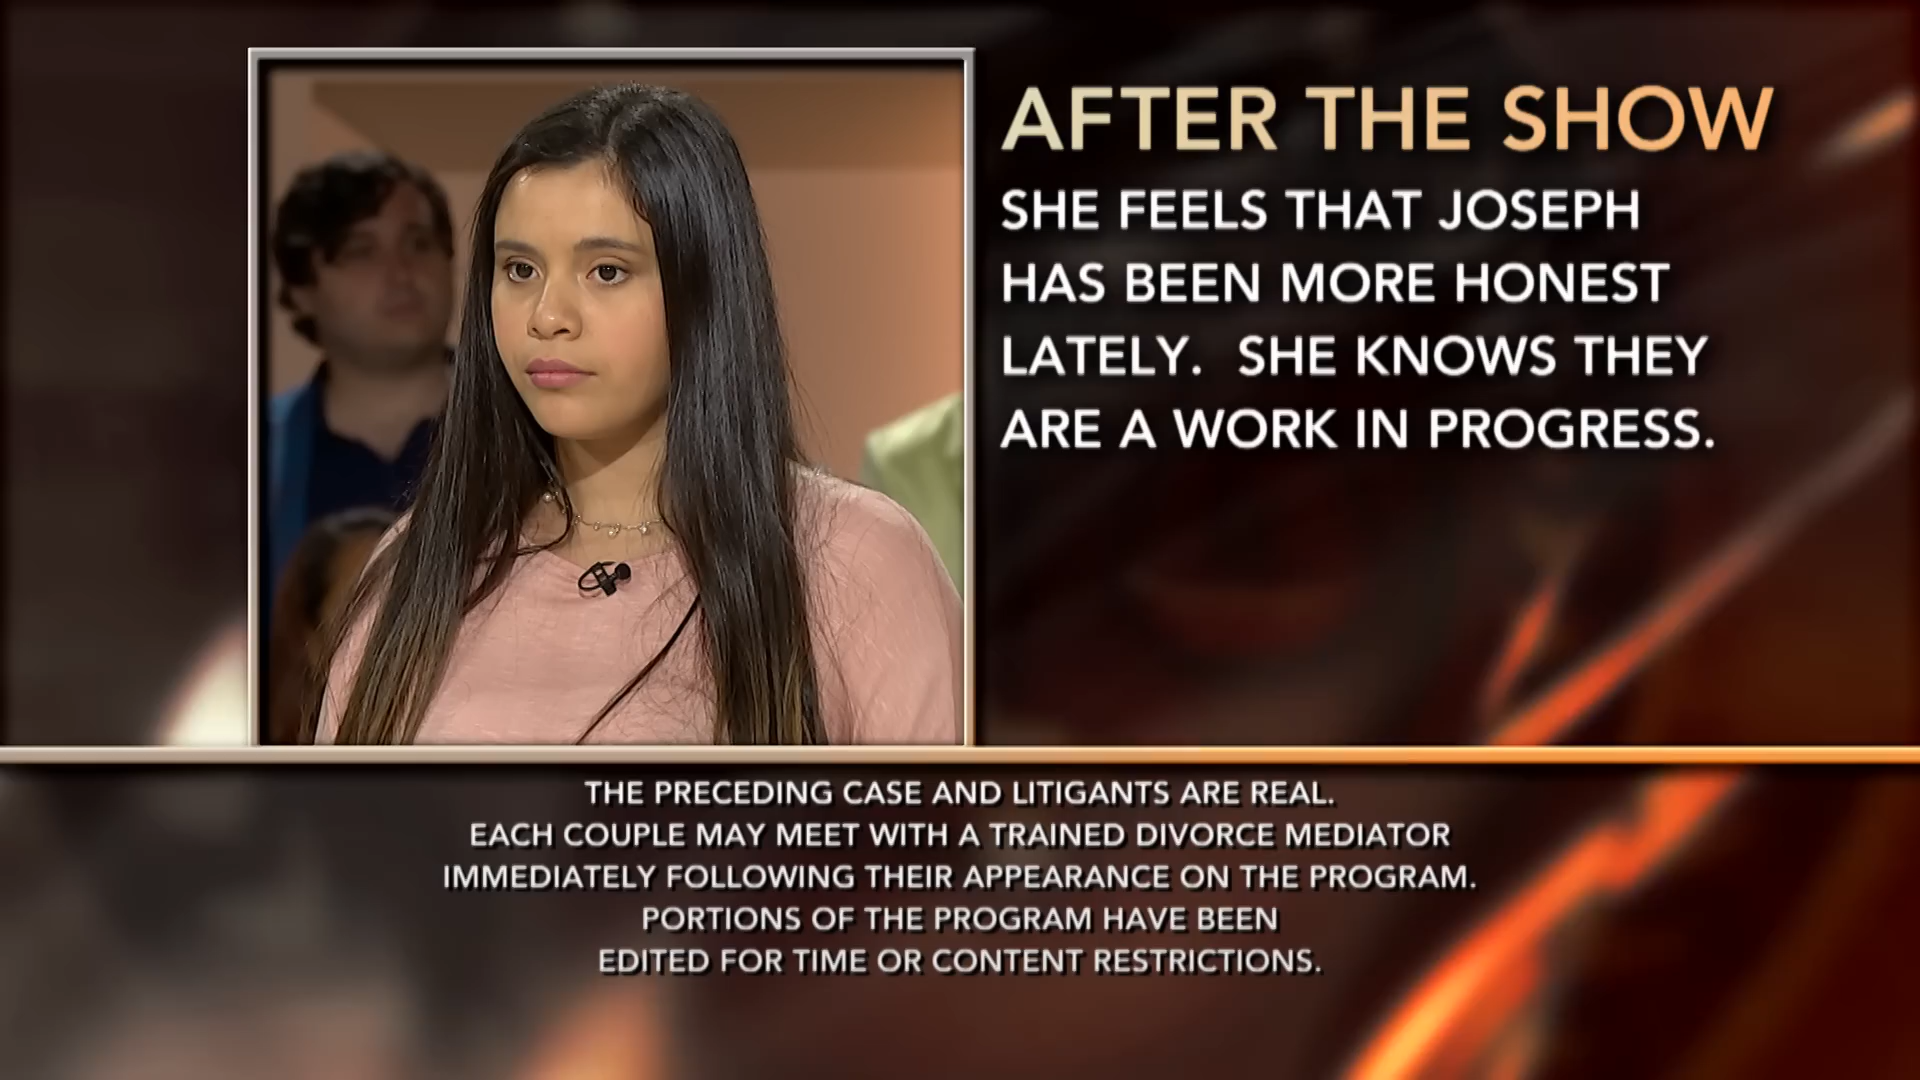 AFTER THE SHOW
SHE FEELS THAT JOSEPH
HAS BEEN MORE HONEST
LATELY.  SHE KNOWS THEY
ARE A WORK IN PROGRESS.
THE PRECEDING CASE AND LITIGANTS ARE REAL.
EACH COUPLE MAY MEET WITH A TRAINED DIVORCE MEDIATOR
IMMEDIATELY FOLLOWING THEIR APPEARANCE ON THE PROGRAM.
PORTIONS OF THE PROGRAM HAVE BEEN
EDITED FOR TIME OR CONTENT RESTRICTIONS.